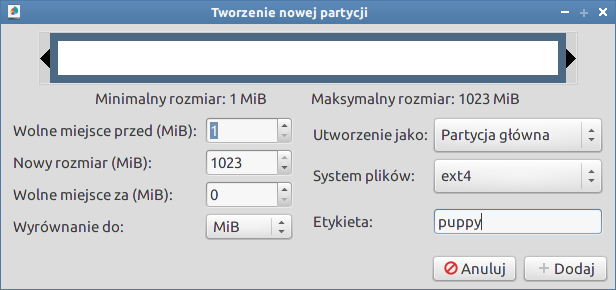 Tworzenie nowej partycji
Minimalny rozmiar: 1 MiB Maksymalny rozmiar: 1023 MiB
Wolne miejsce przed (MiB): 1
Utworzenie jako: Partycja główna
Nowy rozmiar (MiB): 1023
System plików: ext4
Wolne miejsce za (MiB): 0
Etykieta: puppy
Wyrównanie do: MiB
Anuluj Dodaj